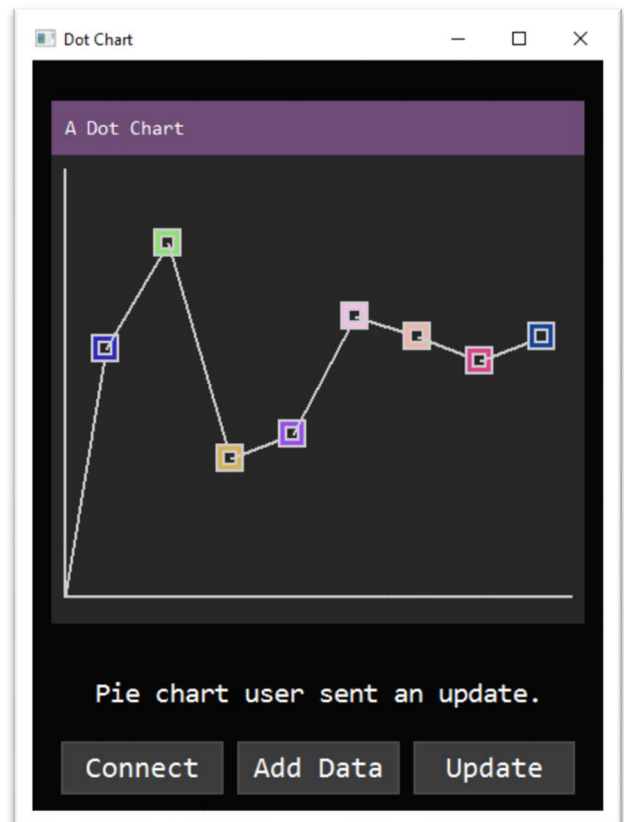 Dot Chart
A Dot Chart
Pie chart user sent an update.
Connect Add Data Update